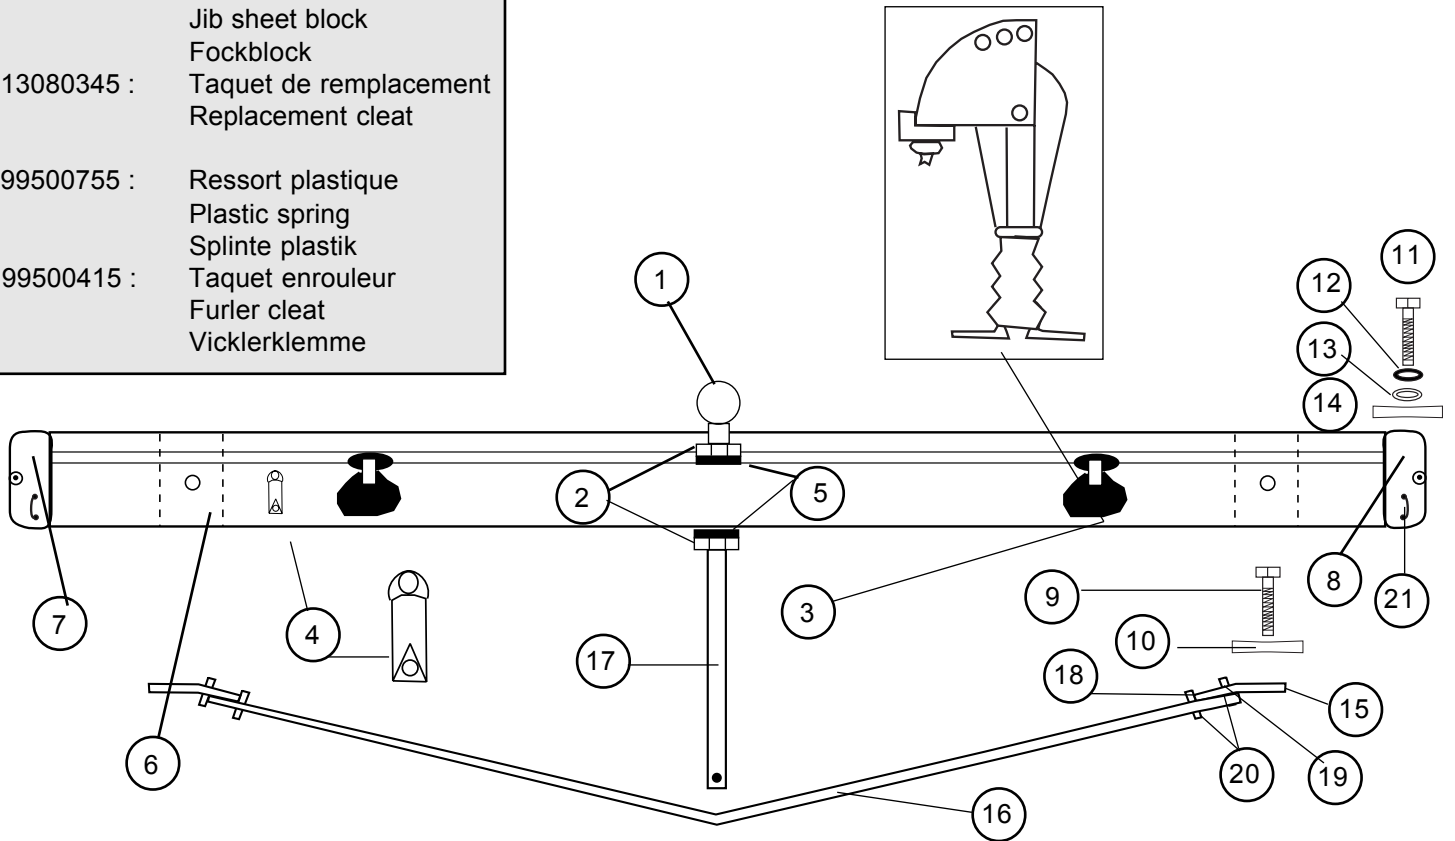 Jib sheet block
Fockblock
13080345 : Taquet de remplacement
Replacement cleat
99500755 : Ressort plastique
Plastic spring
Splinte plastik
99500415 : Taquet enrouleur
Furler cleat
Vicklerklemme
1
11
12
13
14
2
5
7
4
17
3
9
10
8
21
18
15
6
20
19
16